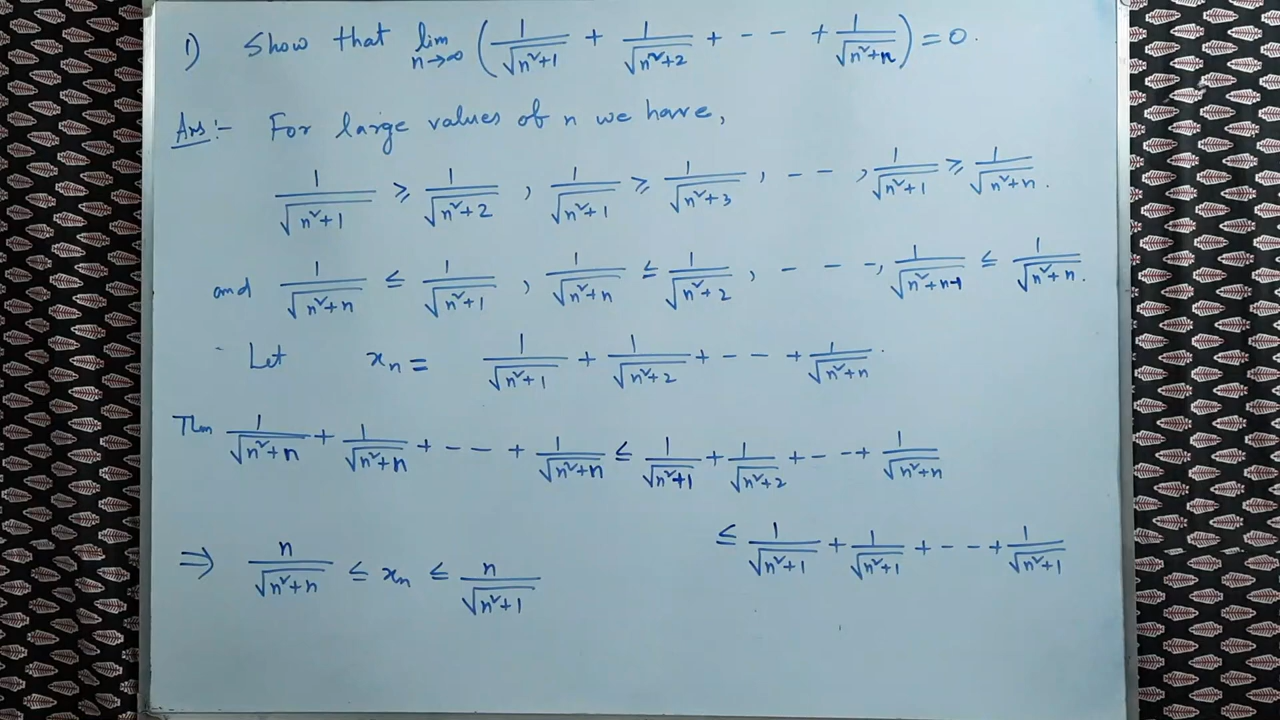 1) Show that lim n→∞ (1/√(n²+1) + 1/√(n²+2) + - - + 1/√(n²+n)) = 0.
Ans:- For large values of n we have,
1/√(n²+1) ≥ 1/√(n²+2) , 1/√(n²+1) ≥ 1/√(n²+3) , - - , 1/√(n²+1) ≥ 1/√(n²+n).
and 1/√(n²+n) ≤ 1/√(n²+1) , 1/√(n²+n) ≤ 1/√(n²+2) , - - -, 1/√(n²+n-1) ≤ 1/√(n²+n).
Let xₙ = 1/√(n²+1) + 1/√(n²+2) + - - + 1/√(n²+n).
Then 1/√(n²+n) + 1/√(n²+n) + - - - + 1/√(n²+n) ≤ 1/√(n²+1) + 1/√(n²+2) + - - + 1/√(n²+n)
≤ 1/√(n²+1) + 1/√(n²+1) + - - - + 1/√(n²+1)
⇒ n/√(n²+n) ≤ xₙ ≤ n/√(n²+1)